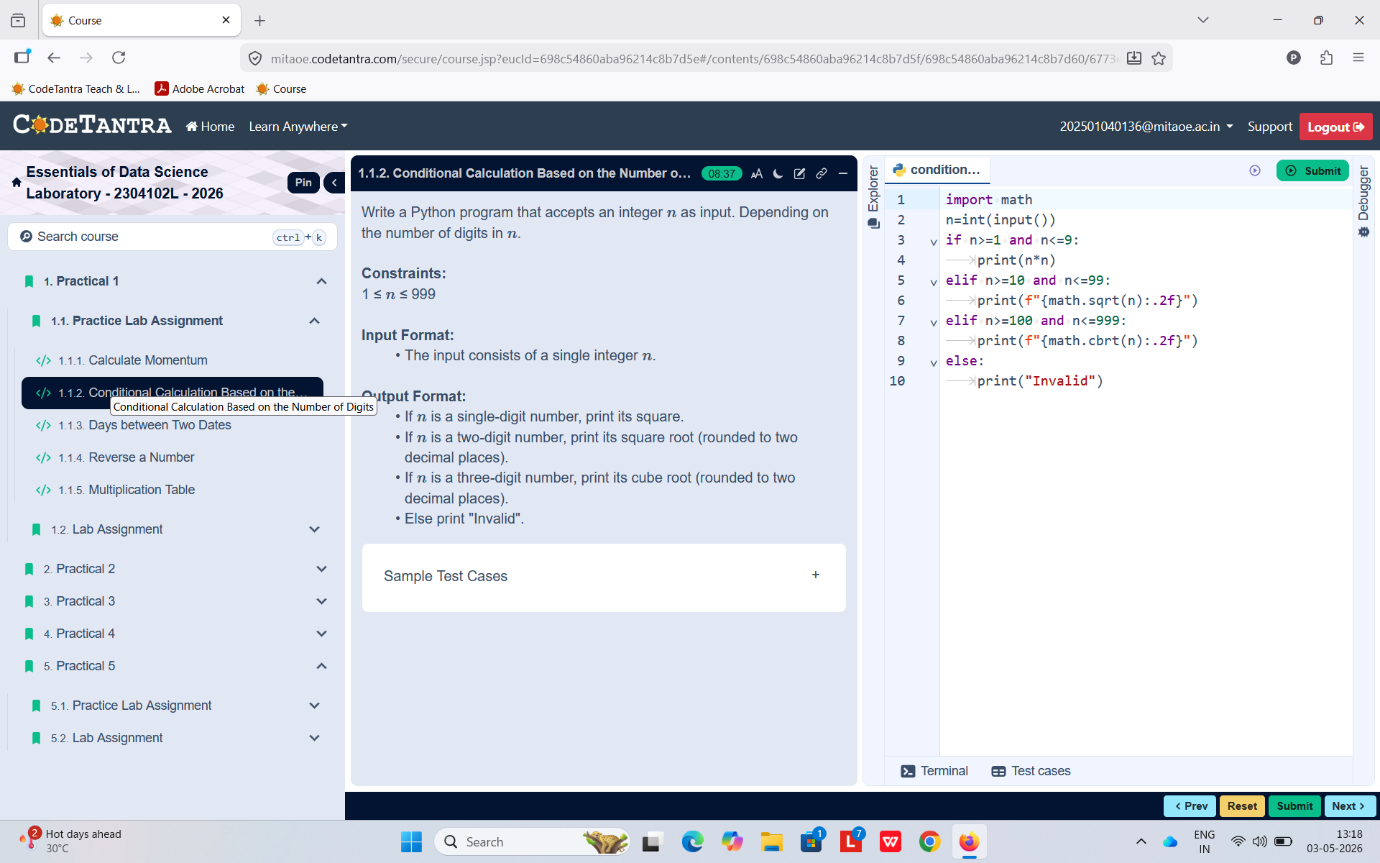 Course
mitaoe.codetantra.com/secure/course.jsp?eucId=698c54860aba96214c8b7d5e#/contents/698c54860aba96214c8b7d5f/698c54860aba96214c8b7d60/6773
P
CodeTantra Teach & L...
Adobe Acrobat
Course
CODETANTRA
Home
Learn Anywhere
202501040136@mitaoe.ac.in
Support
Logout
Essentials of Data Science
Laboratory - 2304102L - 2026
Pin
Search course
ctrl + k
1. Practical 1
1.1. Practice Lab Assignment
1.1.1. Calculate Momentum
1.1.2. Conditional Calculation Based on the...
Conditional Calculation Based on the Number of Digits
1.1.3. Days between Two Dates
1.1.4. Reverse a Number
1.1.5. Multiplication Table
1.2. Lab Assignment
2. Practical 2
3. Practical 3
4. Practical 4
5. Practical 5
5.1. Practice Lab Assignment
5.2. Lab Assignment
1.1.2. Conditional Calculation Based on the Number o...
08:37
AA
Write a Python program that accepts an integer n as input. Depending on
the number of digits in n.
Constraints:
1 ≤ n ≤ 999
Input Format:
• The input consists of a single integer n.
Output Format:
• If n is a single-digit number, print its square.
• If n is a two-digit number, print its square root (rounded to two
decimal places).
• If n is a three-digit number, print its cube root (rounded to two
decimal places).
• Else print "Invalid".
Sample Test Cases
+
Explorer
condition...
Submit
Debugger
1 import math
2 n=int(input())
3 if n>=1 and n<=9:
4 print(n*n)
5 elif n>=10 and n<=99:
6 print(f"{math.sqrt(n):.2f}")
7 elif n>=100 and n<=999:
8 print(f"{math.cbrt(n):.2f}")
9 else:
10 print("Invalid")
Terminal
Test cases
< Prev
Reset
Submit
Next >
2
Hot days ahead
30°C
Search
1
7
ENG
IN
13:18
03-05-2026